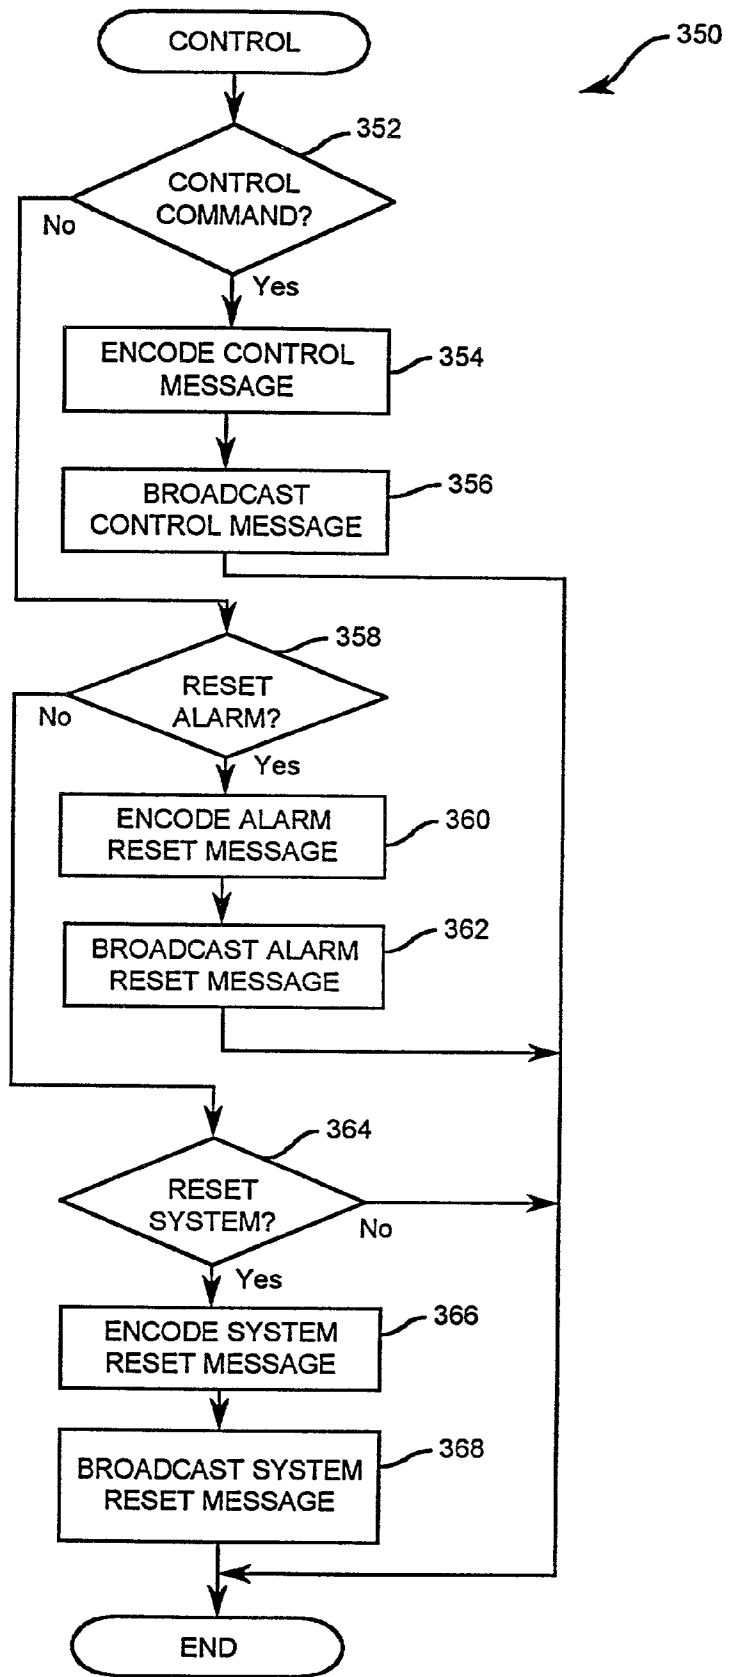 CONTROL
350
352
CONTROL
COMMAND?
No
Yes
ENCODE CONTROL
MESSAGE
354
BROADCAST
CONTROL MESSAGE
356
358
RESET
ALARM?
No
Yes
ENCODE ALARM
RESET MESSAGE
360
BROADCAST ALARM
RESET MESSAGE
362
364
RESET
SYSTEM?
No
Yes
ENCODE SYSTEM
RESET MESSAGE
366
BROADCAST SYSTEM
RESET MESSAGE
368
END